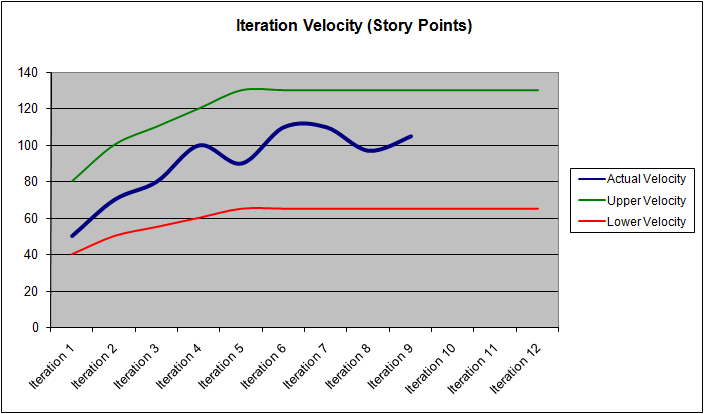 Iteration Velocity (Story Points)
140
120
100
80
60
40
20
0
Iteration 1
Iteration 2
Iteration 3
Iteration 4
Iteration 5
Iteration 6
Iteration 7
Iteration 8
Iteration 9
Iteration 10
Iteration 11
Iteration 12
Actual Velocity
Upper Velocity
Lower Velocity